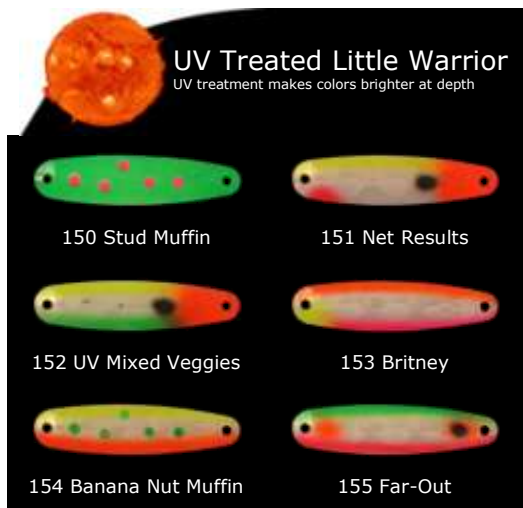 UV Treated Little Warrior
UV treatment makes colors brighter at depth
150 Stud Muffin
151 Net Results
152 UV Mixed Veggies
153 Britney
154 Banana Nut Muffin
155 Far-Out